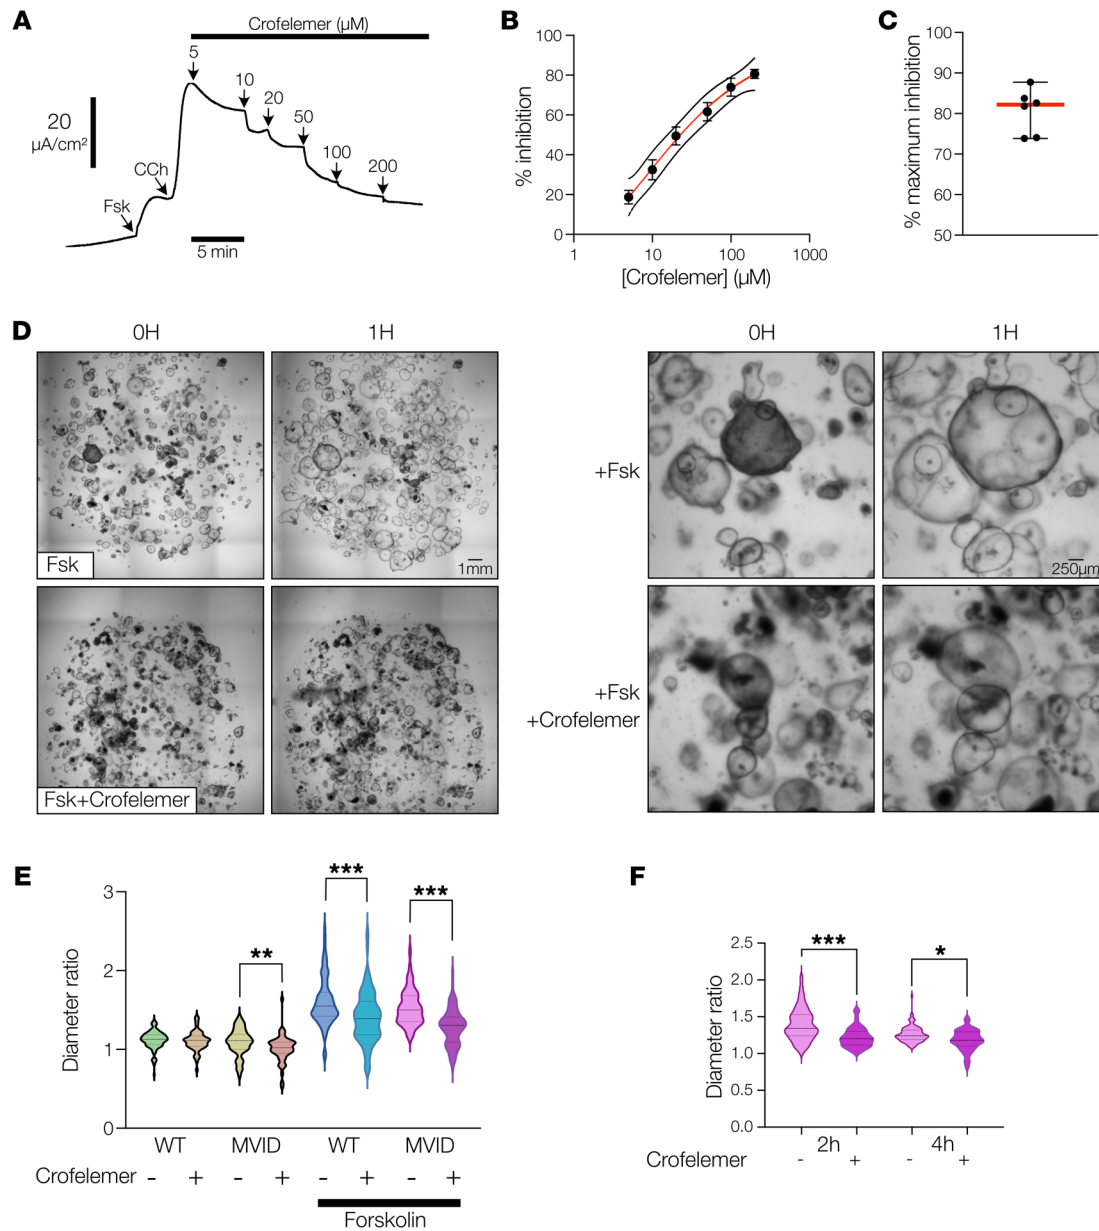 A
Crofelemer (µM)
5
10
20
50
100
200
20
µA/cm²
CCh
Fsk
5 min
B
% inhibition
100
80
60
40
20
0
1
10
100
1000
[Crofelemer] (µM)
C
% maximum inhibition
100
90
80
70
60
50
D
0H
1H
0H
1H
Fsk
1mm
+Fsk
250µm
Fsk+Crofelemer
+Fsk
+Crofelemer
E
Diameter ratio
3
2
1
0
***
***
**
WT
MVID
WT
MVID
Crofelemer - + - + - + - +
Forskolin
F
Diameter ratio
2.5
2.0
1.5
1.0
0.5
0.0
***
*
2h
4h
Crofelemer - + - +